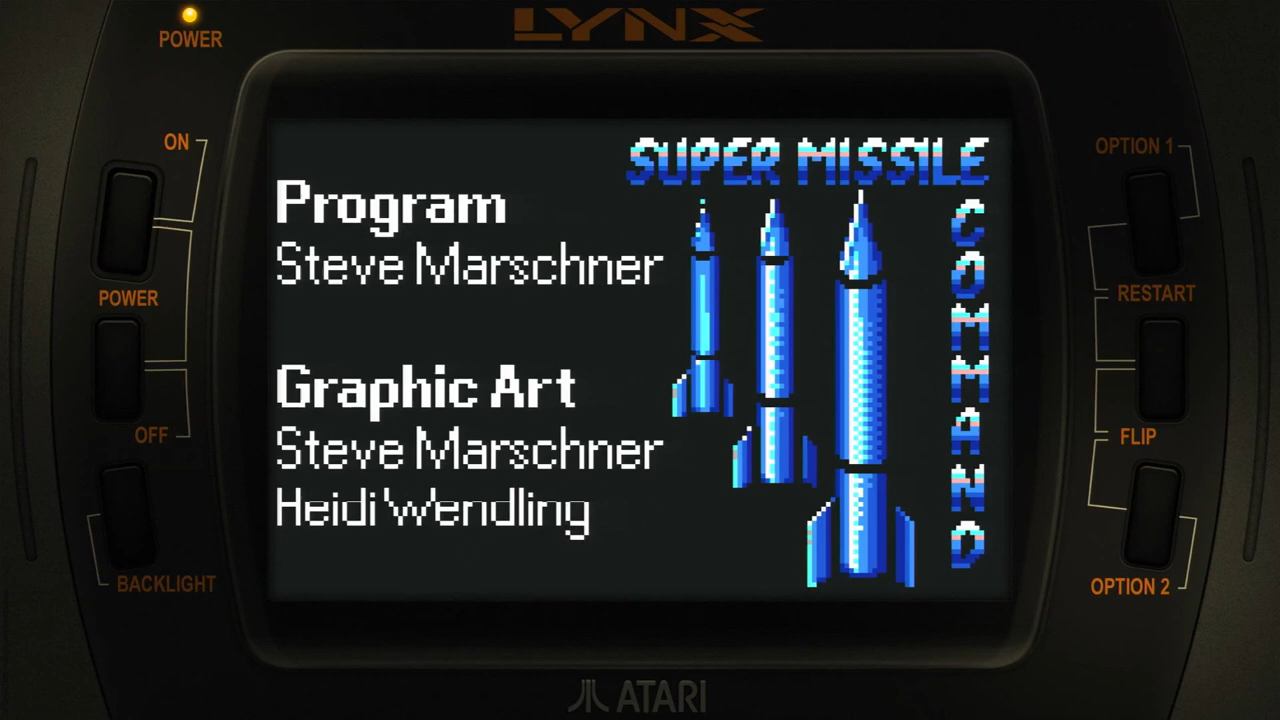 LYNX
POWER
ON
POWER
OFF
BACKLIGHT
Program
Steve Marschner
Graphic Art
Steve Marschner
Heidi Wendling
SUPER MISSILE
COMMAND
OPTION 1
RESTART
FLIP
OPTION 2
ATARI